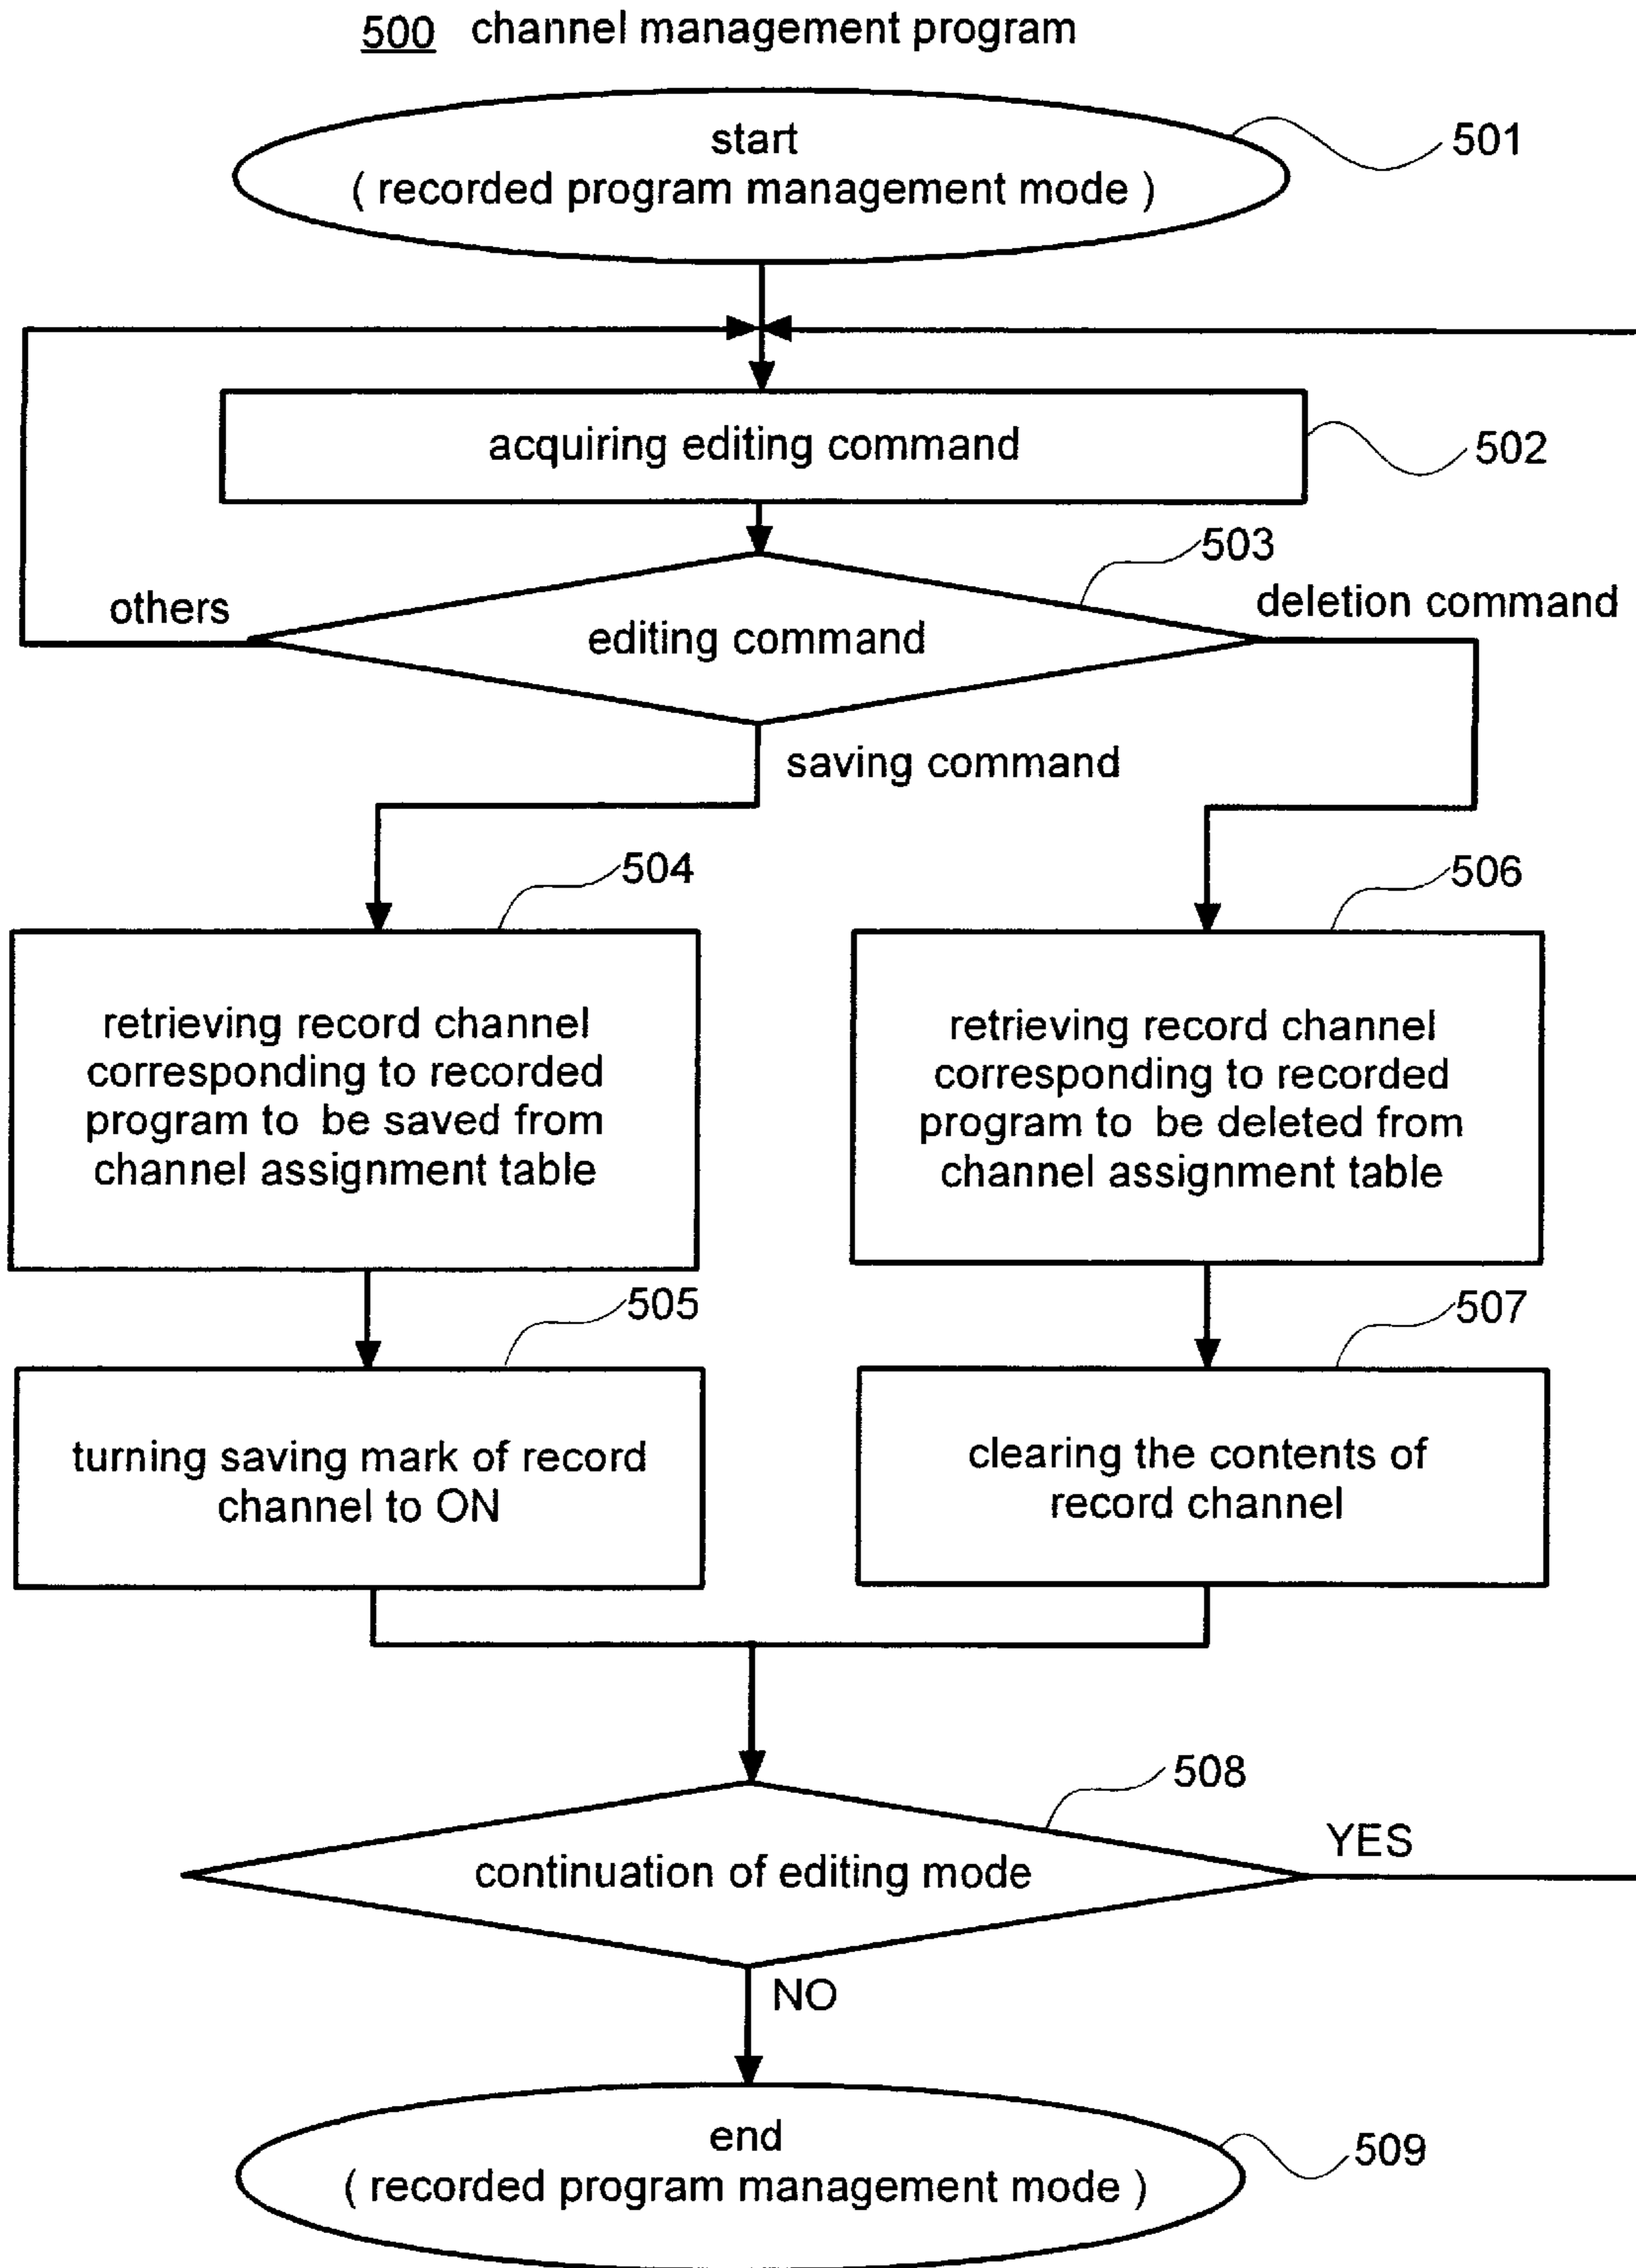 500 channel management program
start
( recorded program management mode )
501
acquiring editing command
502
503
others
editing command
deletion command
saving command
504
506
retrieving record channel
corresponding to recorded
program to be saved from
channel assignment table
retrieving record channel
corresponding to recorded
program to be deleted from
channel assignment table
505
507
turning saving mark of record
channel to ON
clearing the contents of
record channel
508
continuation of editing mode
YES
NO
end
( recorded program management mode )
509